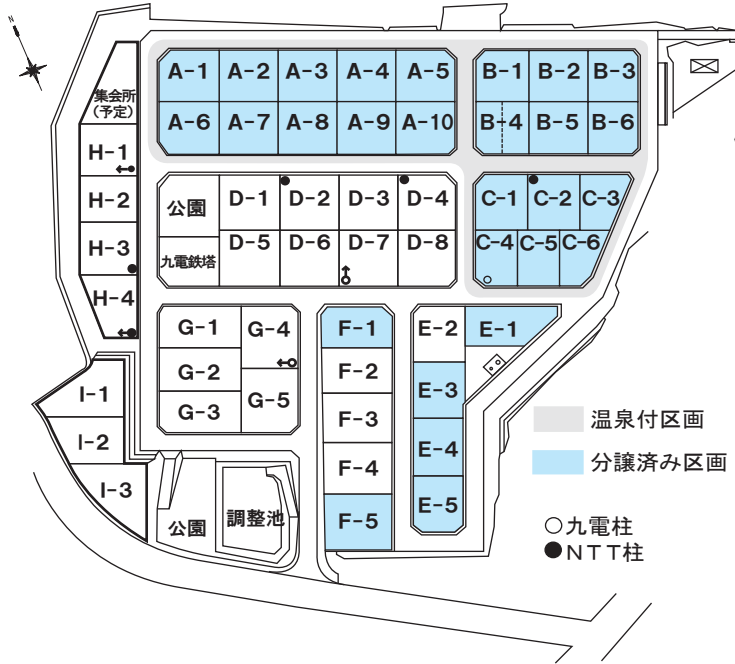 N
A-1 A-2 A-3 A-4 A-5
A-6 A-7 A-8 A-9 A-10
B-1 B-2 B-3
B-4 B-5 B-6
集会所
(予定)
H-1
H-2
H-3
H-4
公園
九電鉄塔
D-1 D-2 D-3 D-4
D-5 D-6 D-7 D-8
C-1 C-2 C-3
C-4 C-5 C-6
G-1
G-2
G-3
G-4
G-5
F-1
F-2
F-3
F-4
F-5
E-2 E-1
E-3
E-4
E-5
I-1
I-2
I-3
公園
調整池
温泉付区画
分譲済み区画
○九電柱
●NTT柱